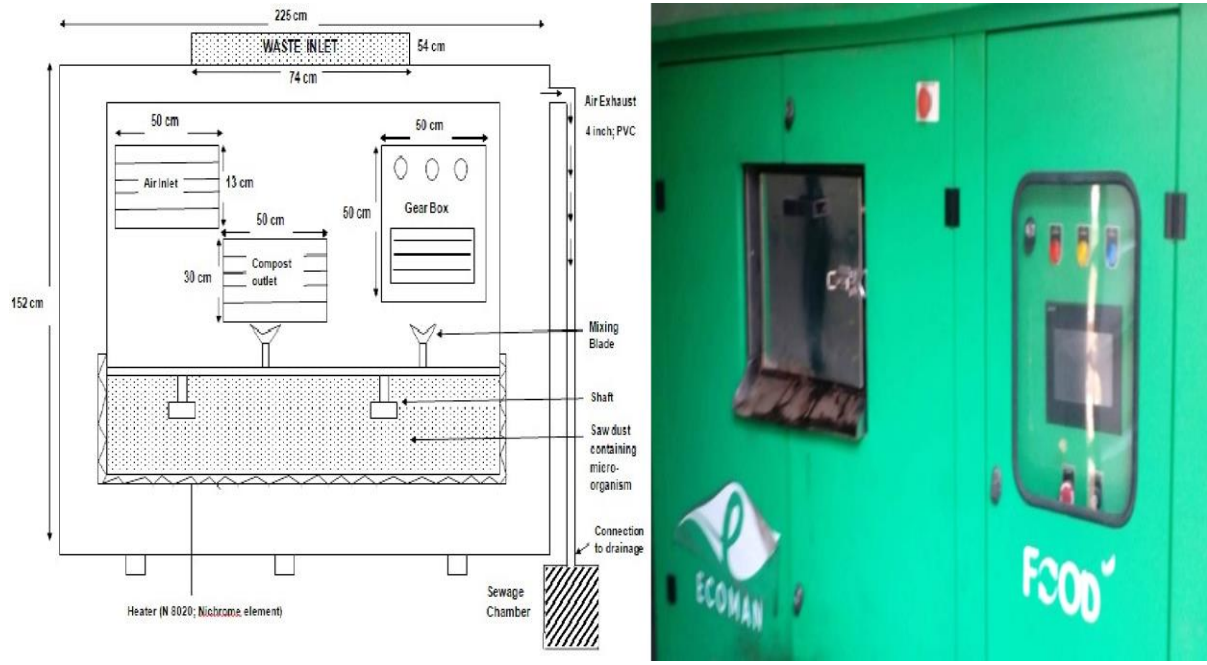 225 cm
WASTE INLET
54 cm
74 cm
Air Exhaust
4 inch; PVC
50 cm
50 cm
Air Inlet
13 cm
50 cm
Gear Box
50 cm
Compost
outlet
30 cm
152 cm
Mixing
Blade
Shaft
Saw dust
containing
micro-
organism
Connection
to drainage
Sewage
Chamber
Heater (N 8020; Nichrome element)
ECOMAN
FOOD